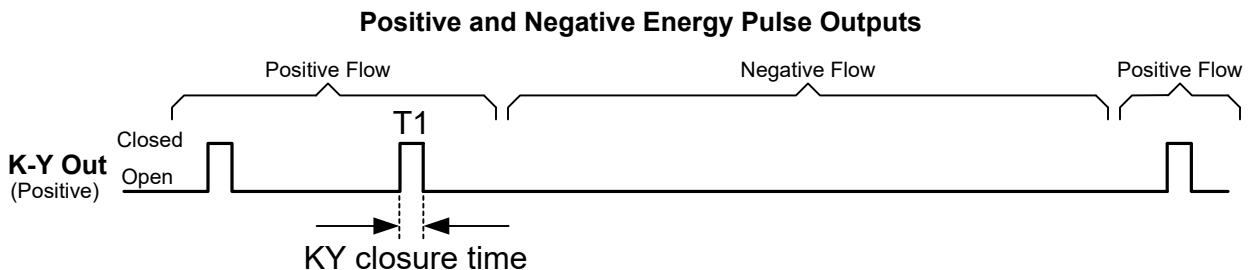 Positive and Negative Energy Pulse Outputs
Positive Flow
Negative Flow
Positive Flow
T1
Closed
K-Y Out
(Positive)
Open
KY closure time